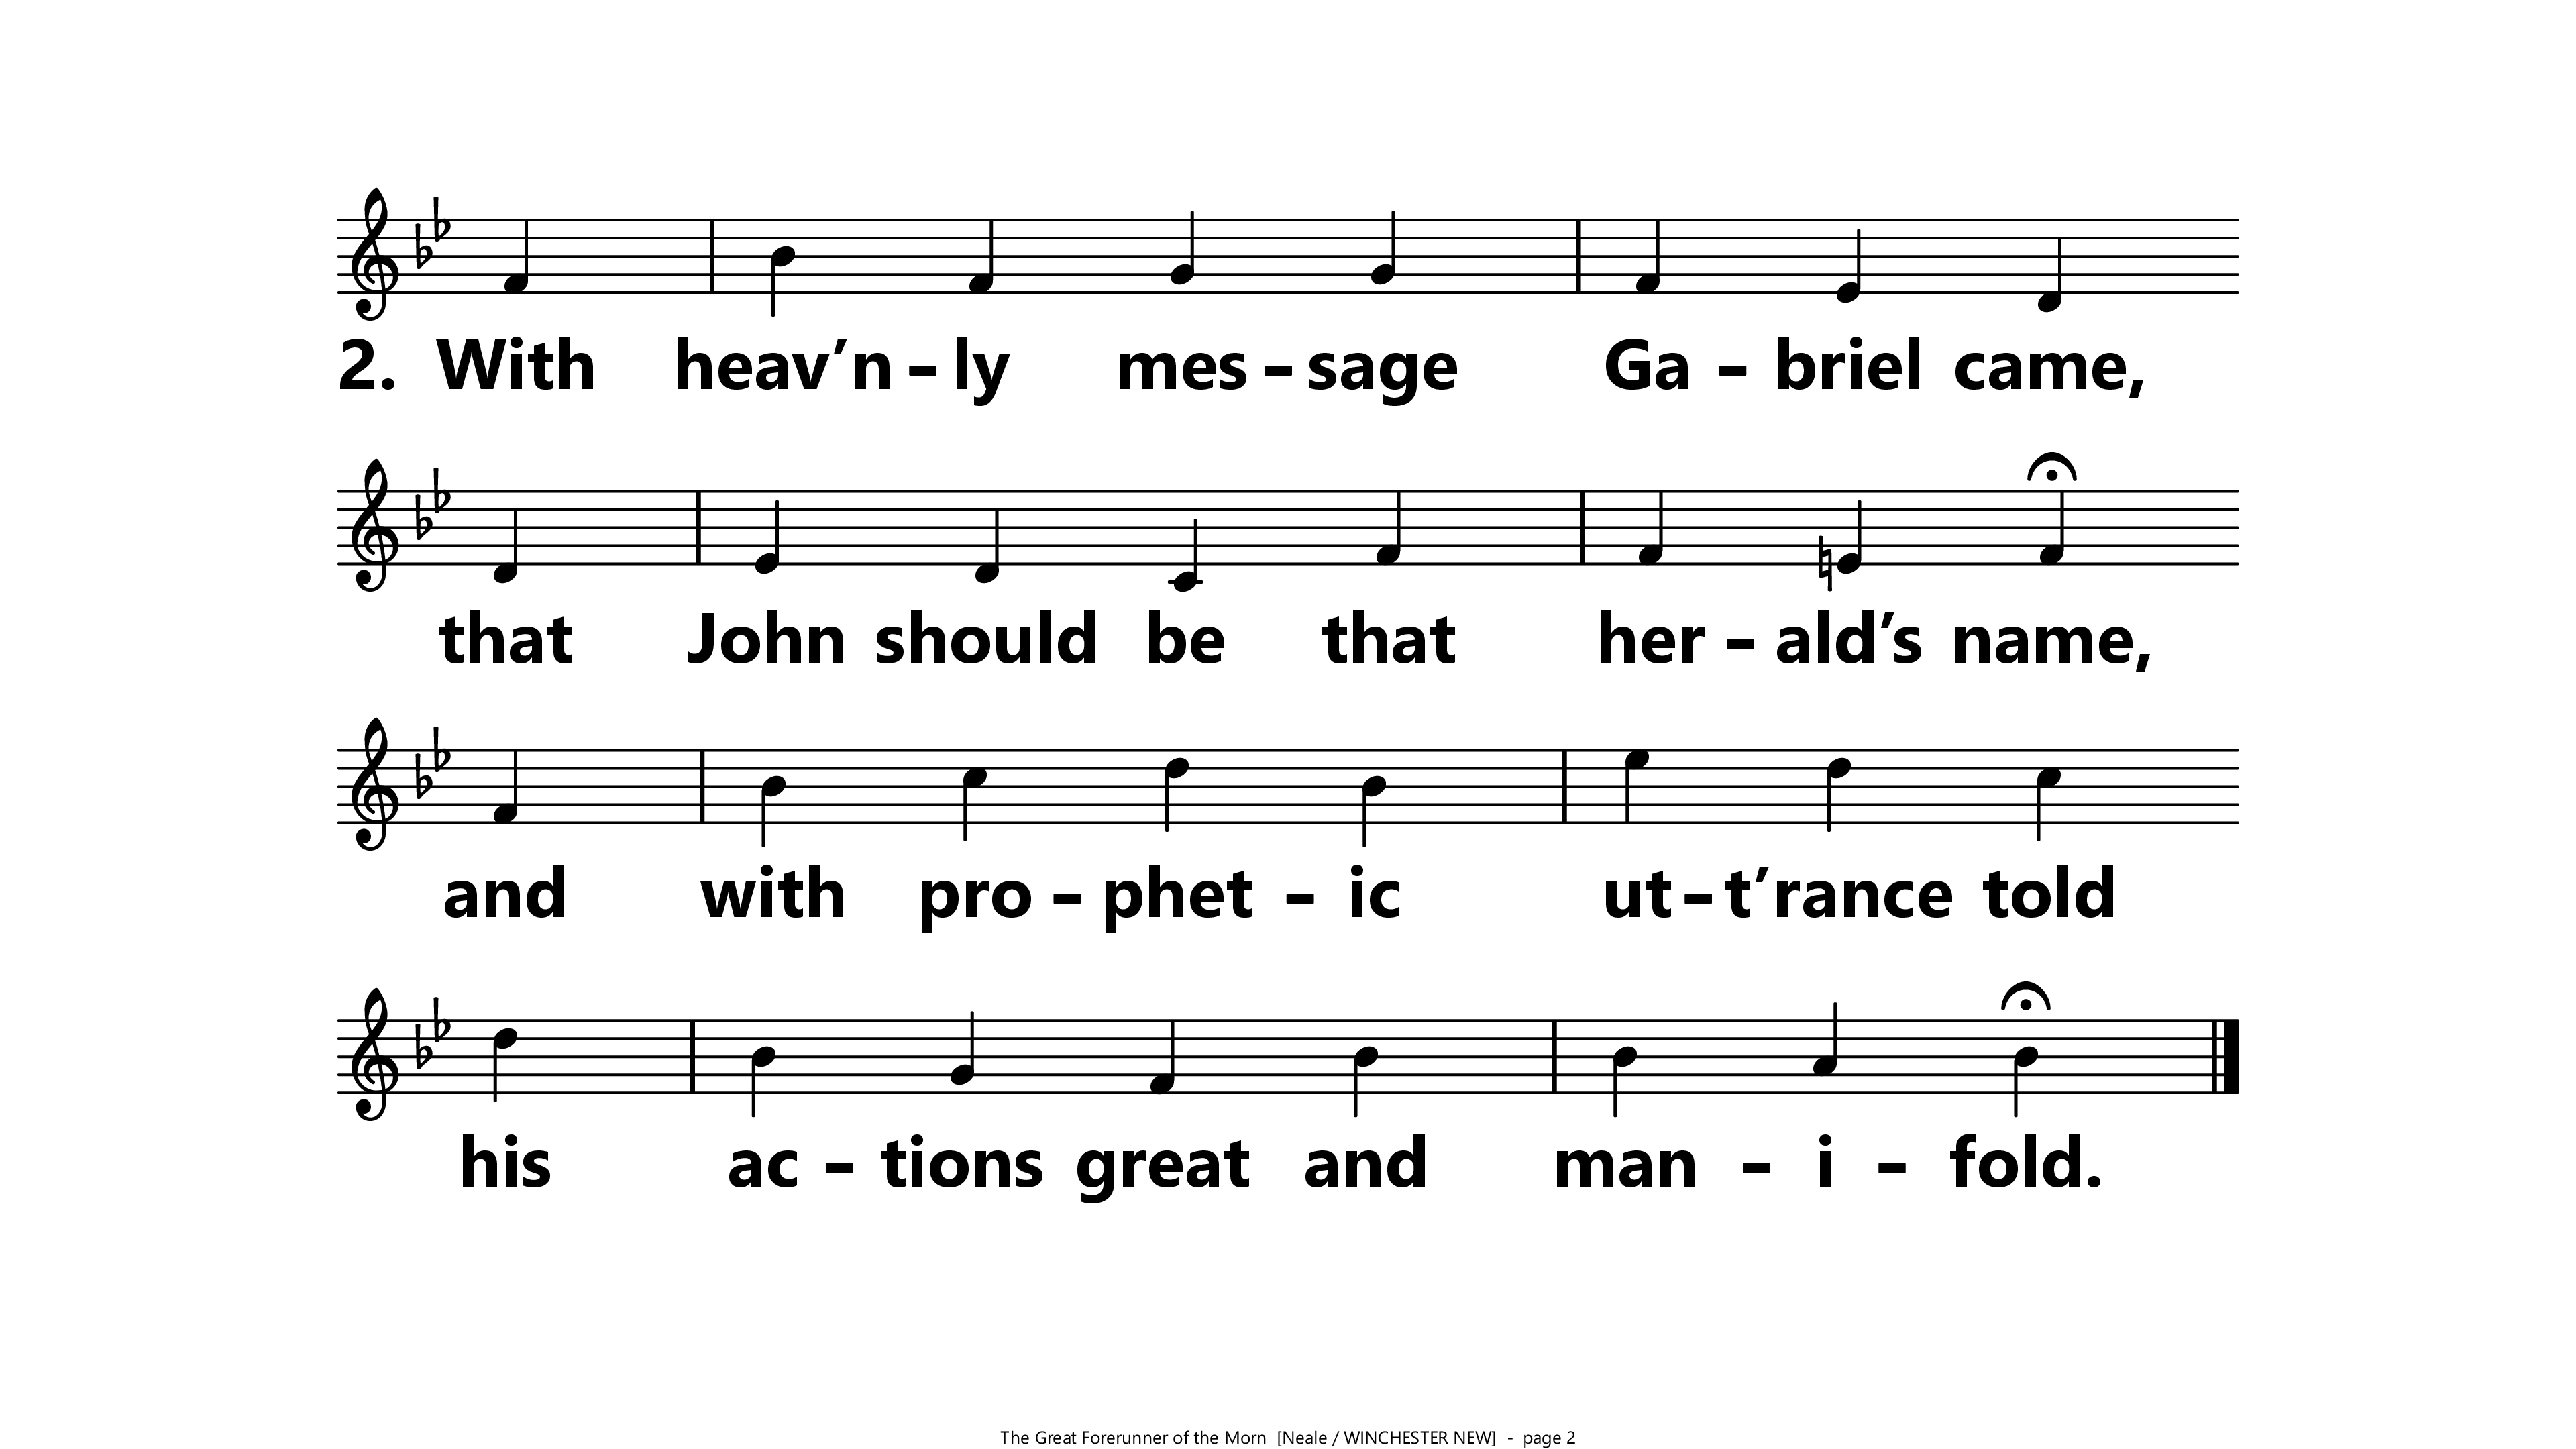 2. With heav’n – ly mes – sage Ga – briel came,
that John should be that her – ald’s name,
and with pro – phet – ic ut – t’rance told
his ac – tions great and man – i – fold.
The Great Forerunner of the Morn [Neale / WINCHESTER NEW] - page 2